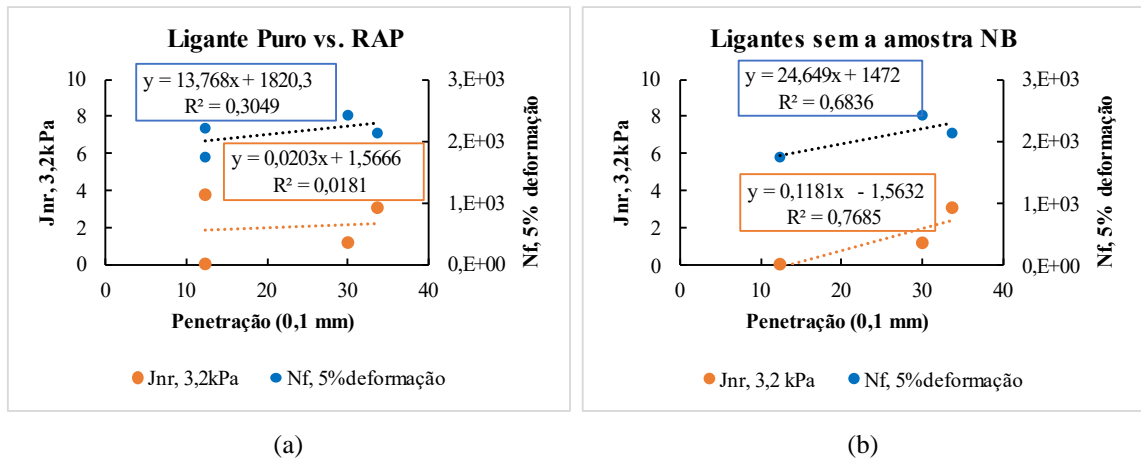 Ligante Puro vs. RAP
y = 13,768x + 1820,3
R² = 0,3049
y = 0,0203x + 1,5666
R² = 0,0181
10
8
6
4
2
0
3,E+03
2,E+03
1,E+03
0,E+00
0
10
20
30
40
Jnr, 3,2kPa
Nf, 5% deformação
Penetração (0,1 mm)
Jnr, 3,2kPa
Nf, 5%deformação
(a)
Ligantes sem a amostra NB
y = 24,649x + 1472
R² = 0,6836
y = 0,1181x - 1,5632
R² = 0,7685
10
8
6
4
2
0
3,E+03
2,E+03
1,E+03
0,E+00
0
10
20
30
40
Jnr, 3,2kPa
Nf, 5% deformação
Penetração (0,1 mm)
Jnr, 3,2 kPa
Nf, 5% deformação
(b)